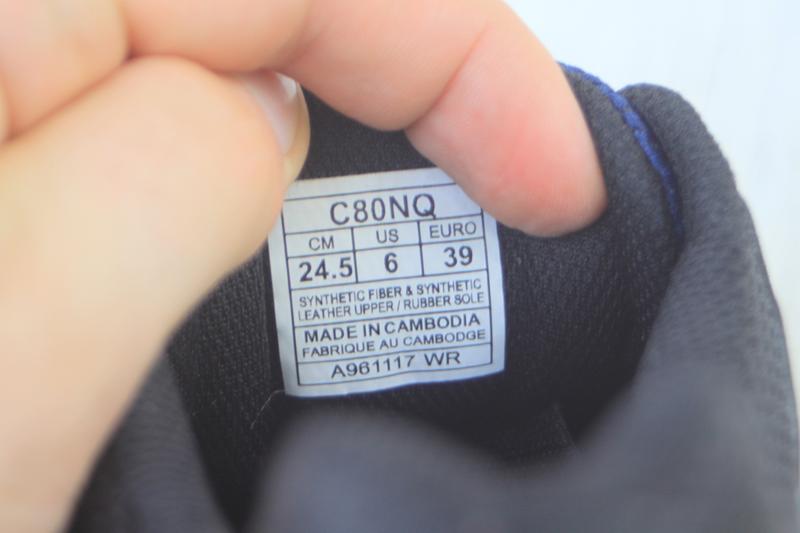 C80NQ
CM US EURO
24.5 6 39
SYNTHETIC FIBER & SYNTHETIC
LEATHER UPPER / RUBBER SOLE
MADE IN CAMBODIA
FABRIQUE AU CAMBODGE
A961117 WR